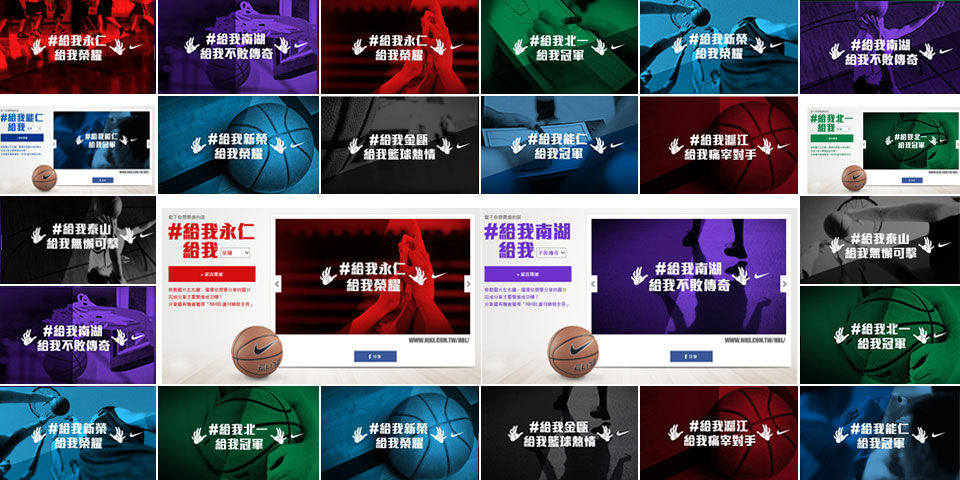 #給我永仁
給我榮耀
#給我南湖
給我不敗傳奇
#給我永仁
給我榮耀
#給我北一
給我冠軍
#給我新榮
給我榮耀
#給我南湖
給我不敗傳奇
#給我能仁
給我
#給我能仁
給我冠軍
WWW.NIKE.COM.TW/HBL/
#給我新榮
給我榮耀
#給我金甌
給我籃球熱情
#給我能仁
給我冠軍
#給我滬江
給我痛宰對手
#給我北一
給我
#給我北一
給我冠軍
WWW.NIKE.COM.TW/HBL/
#給我泰山
給我無懈可擊
留下你想需要的話
#給我永仁
給我 榮耀
#給我永仁
給我榮耀
WWW.NIKE.COM.TW/HBL/
f 分享
留下你想需要的話
#給我南湖
給我 不敗傳奇
#給我南湖
給我不敗傳奇
WWW.NIKE.COM.TW/HBL/
f 分享
#給我泰山
給我無懈可擊
#給我南湖
給我不敗傳奇
#給我北一
給我冠軍
#給我新榮
給我榮耀
#給我北一
給我冠軍
#給我新榮
給我榮耀
#給我金甌
給我籃球熱情
#給我滬江
給我痛宰對手
#給我能仁
給我冠軍